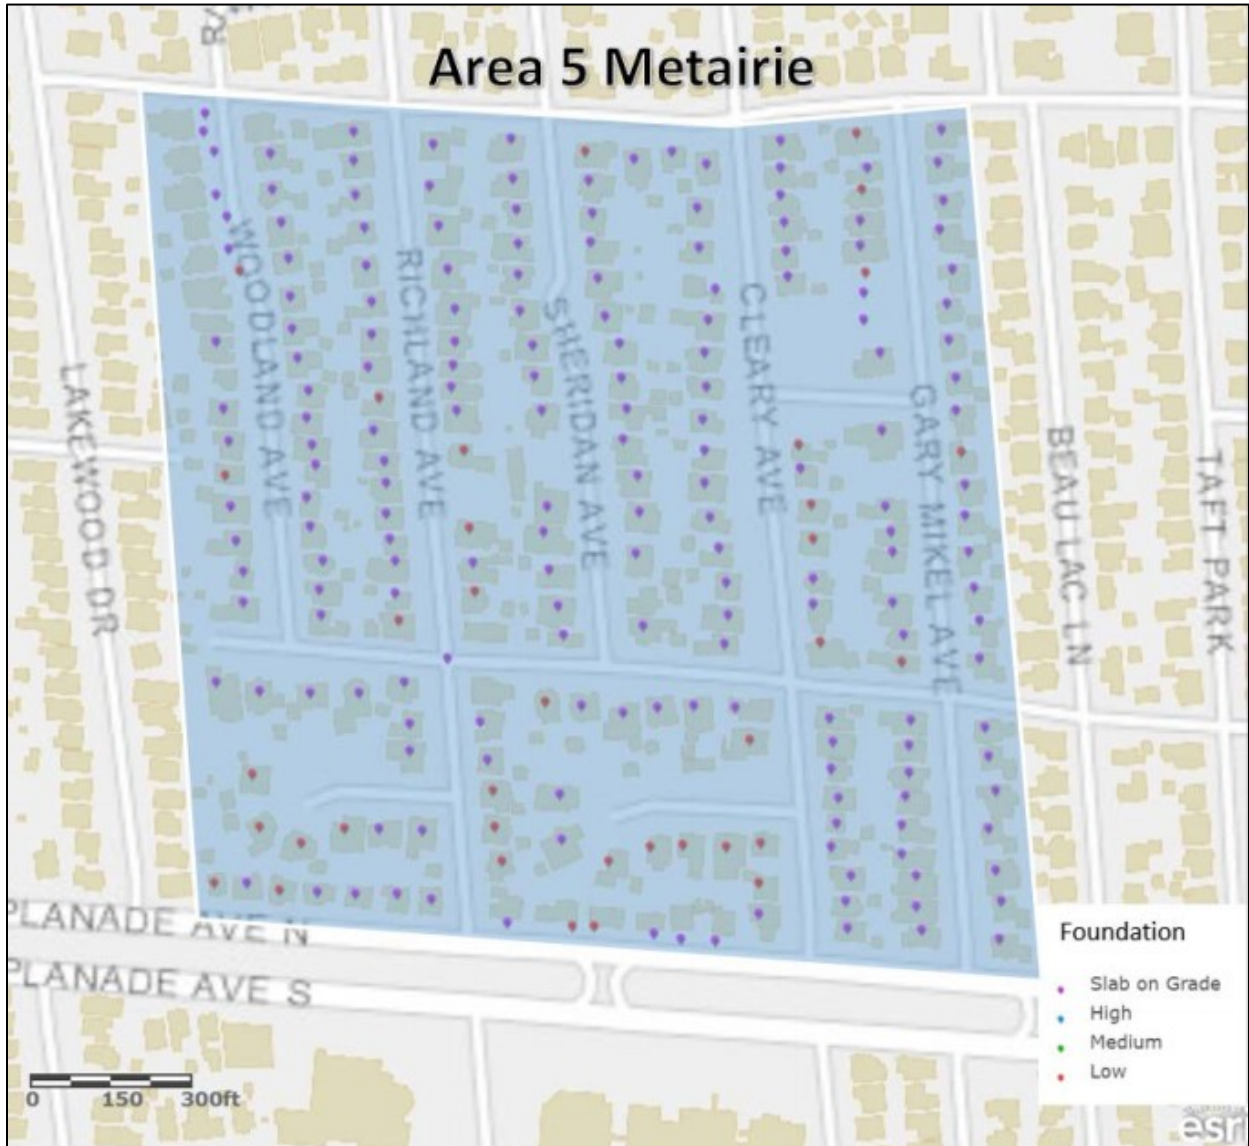 Area 5 Metairie
WOODLAND AVE
RICHLAND AVE
SHERIDAN AVE
CLEARY AVE
GARY MIKEL AVE
LAKEWOOD DR
BEAU LAC LN
TAFT PARK
PLANADE AVE N
PLANADE AVE S
Foundation
Slab on Grade
High
Medium
Low
0 150 300ft
esri